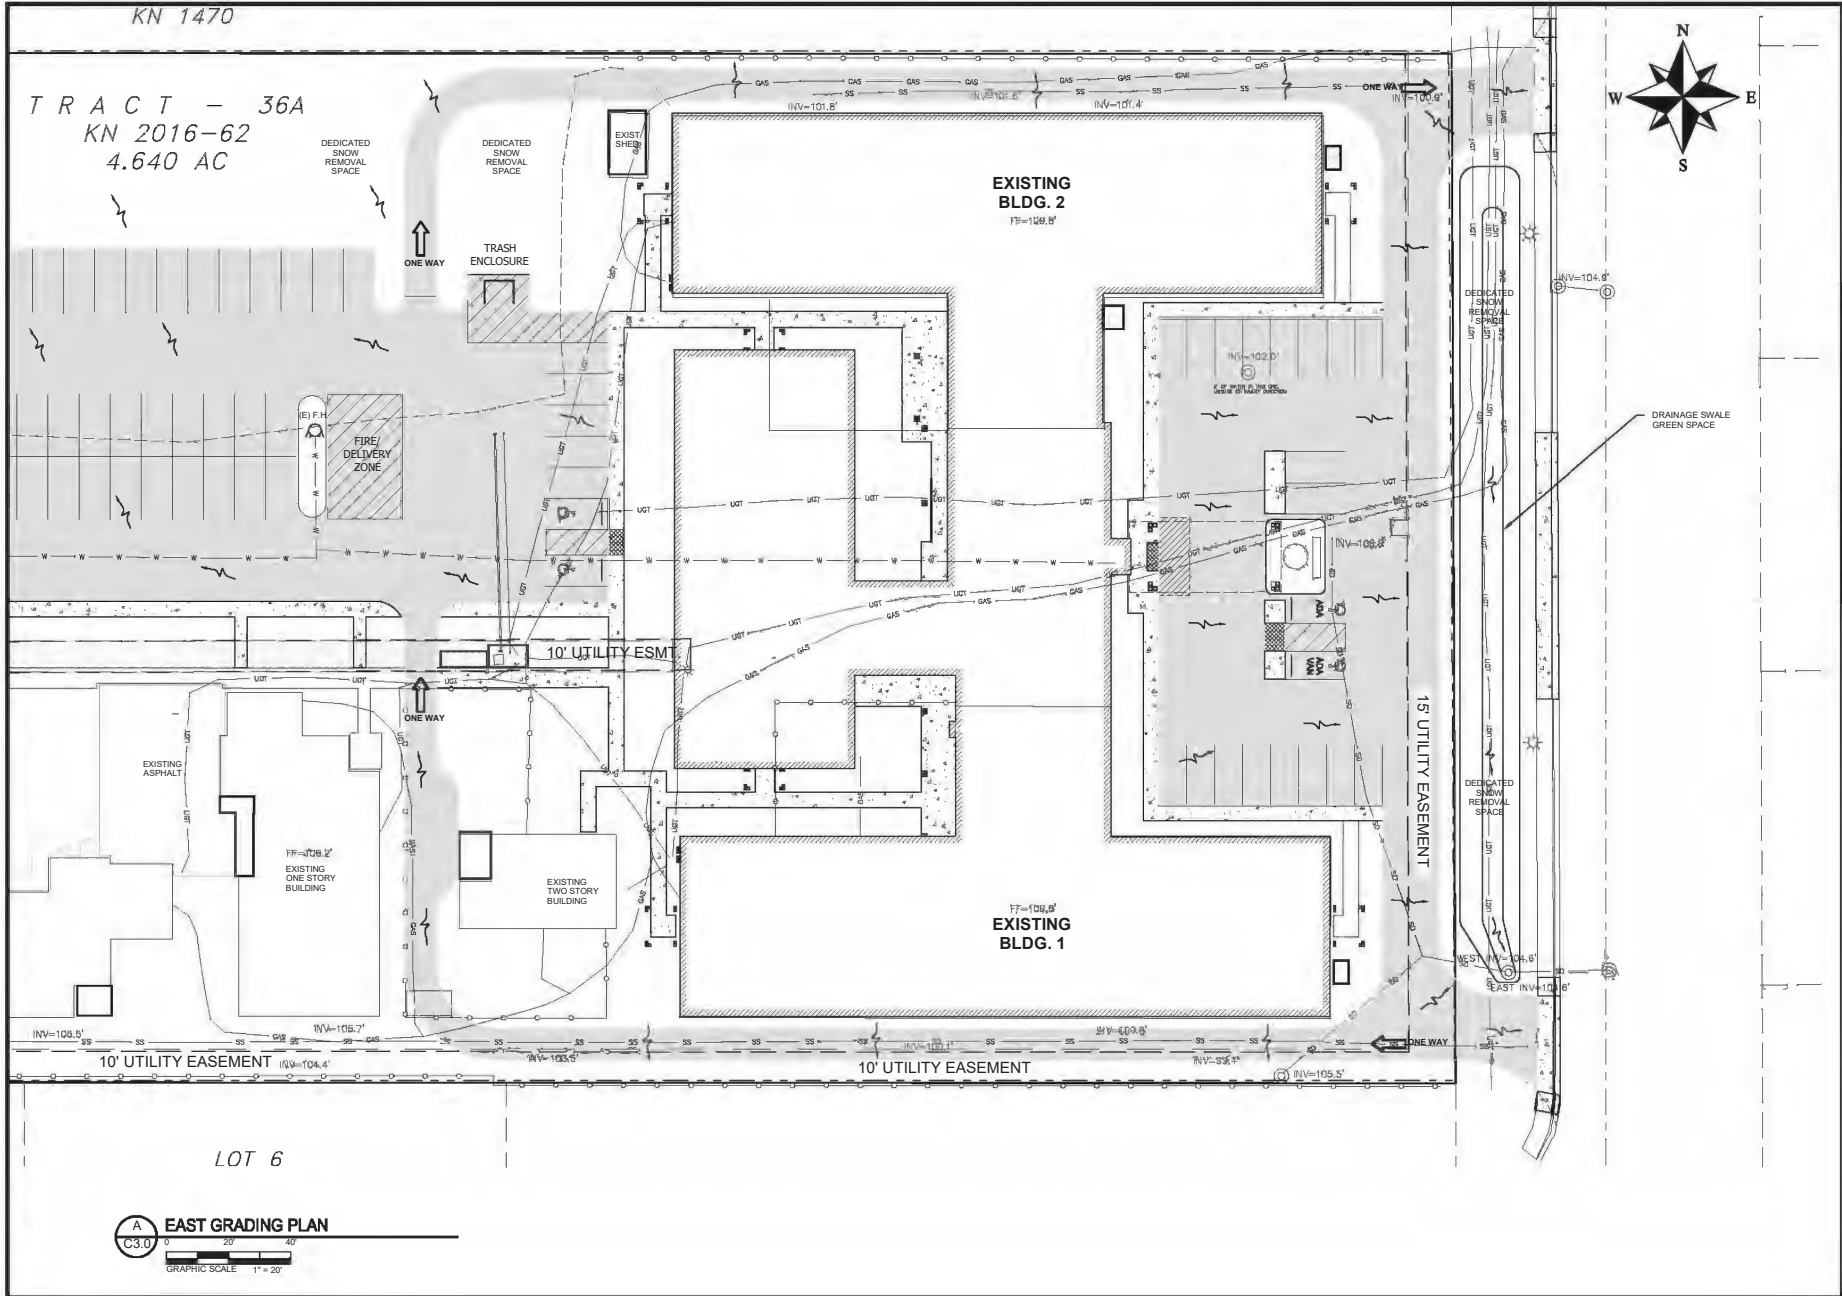 KN 1470
T R A C T - 36A
KN 2016-62
4.640 AC
DEDICATED
SNOW
REMOVAL
SPACE
DEDICATED
SNOW
REMOVAL
SPACE
EXIST.
SHED
INV=101.8'
INV=101.4'
ONE WAY
INV=100.9'
N
W
E
S
EXISTING
BLDG. 2
ONE WAY
TRASH
ENCLOSURE
INV=104.9'
DEDICATED
SNOW
REMOVAL
SPACE
INV=102.0'
(E) F.H.
FIRE/
DELIVERY
ZONE
DRAINAGE SWALE
GREEN SPACE
ADA
ADA
VAN
10' UTILITY ESMT.
ONE WAY
15' UTILITY EASEMENT
EXISTING
ASPHALT
DEDICATED
SNOW
REMOVAL
SPACE
EXISTING
ONE STORY
BUILDING
EXISTING
TWO STORY
BUILDING
EXISTING
BLDG. 1
WEST INV=104.6'
EAST INV=104.6'
INV=105.7'
ONE WAY
10' UTILITY EASEMENT
INV=104.4'
10' UTILITY EASEMENT
INV=105.5'
LOT 6
A
C3.0
EAST GRADING PLAN
0 20' 40'
GRAPHIC SCALE 1" = 20'